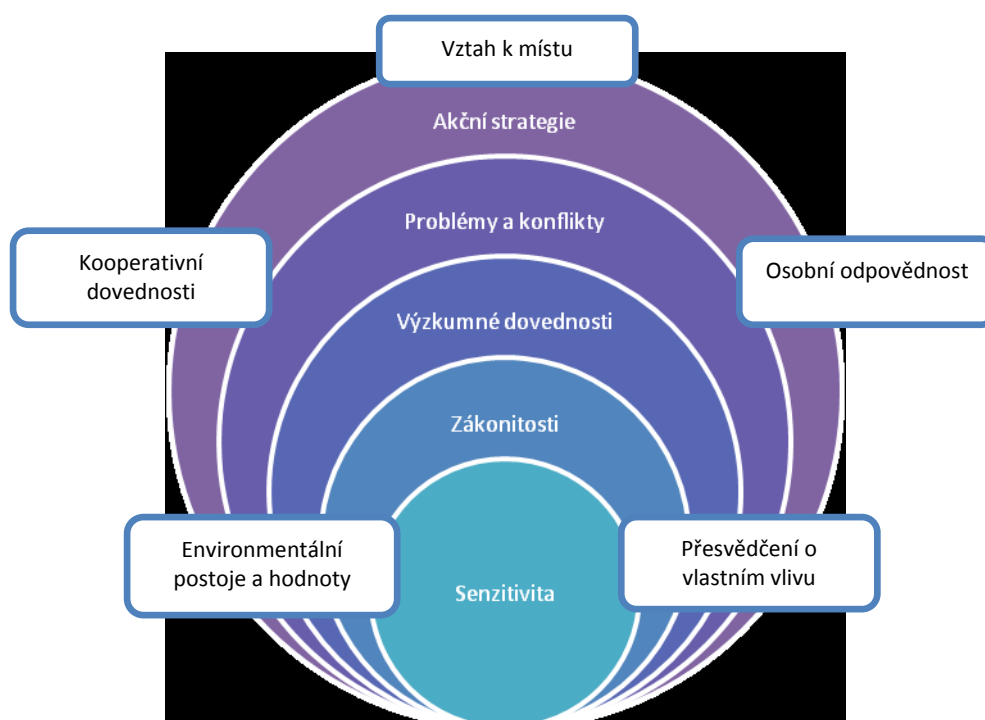 Vztah k místu
Akční strategie
Problémy a konflikty
Kooperativní
dovednosti
Osobní odpovědnost
Výzkumné dovednosti
Zákonitosti
Environmentální
postoje a hodnoty
Přesvědčení o
vlastním vlivu
Senzitivita